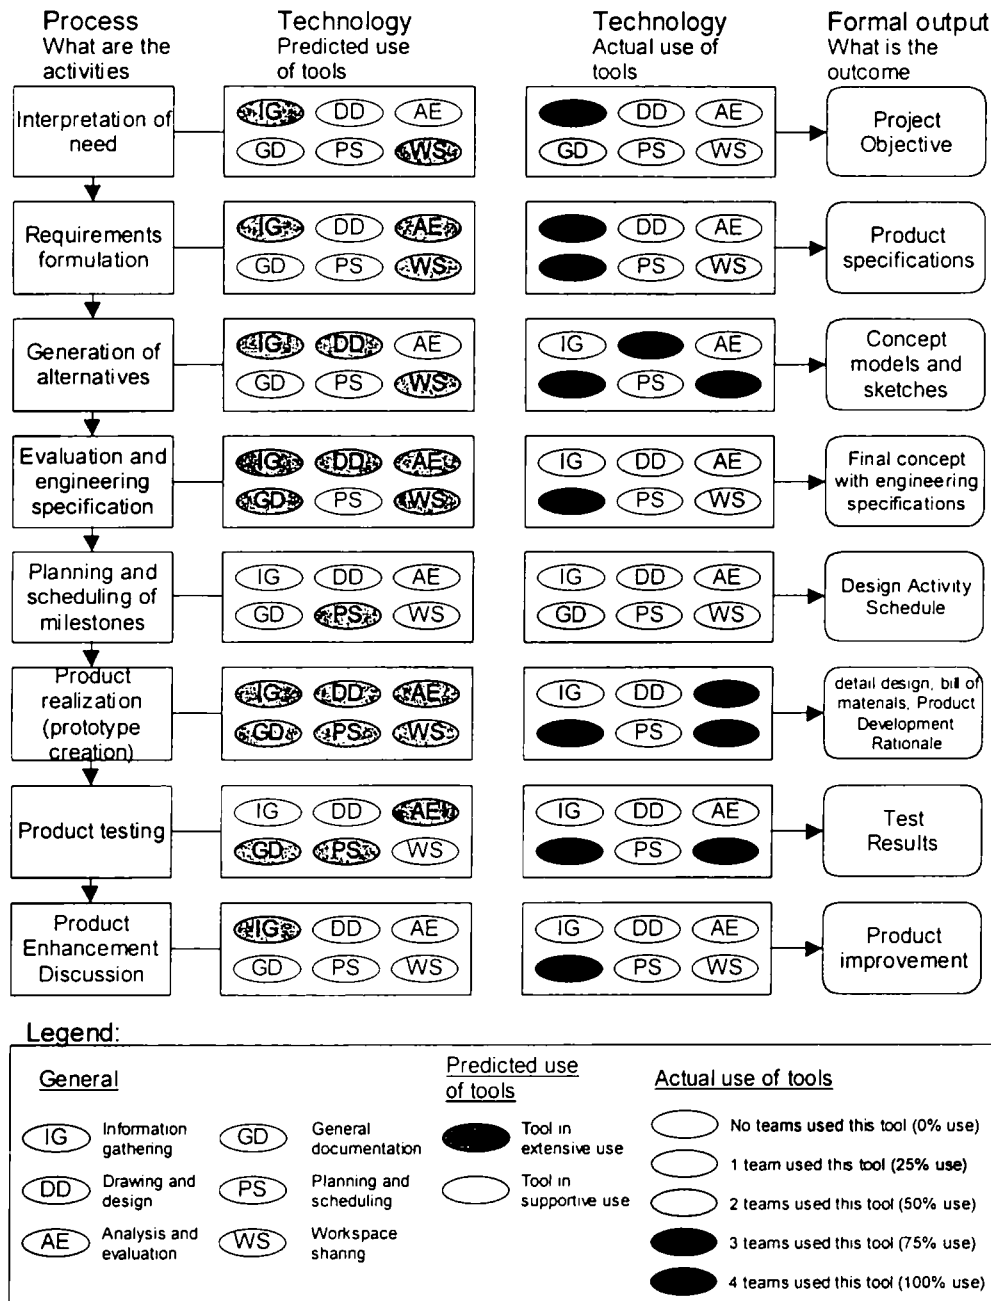 Process
What are the
activities
Technology
Predicted use
of tools
Technology
Actual use of
tools
Formal output
What is the
outcome
Interpretation of
need
IG DD AE
GD PS WS
DD AE
GD PS WS
Project
Objective
Requirements
formulation
IG DD AE
GD PS WS
DD AE
PS WS
Product
specifications
Generation of
alternatives
IG DD AE
GD PS WS
IG AE
PS
Concept
models and
sketches
Evaluation and
engineering
specification
IG DD AE
GD PS WS
IG DD AE
PS WS
Final concept
with engineering
specifications
Planning and
scheduling of
milestones
IG DD AE
GD PS WS
IG DD AE
GD PS WS
Design Activity
Schedule
Product
realization
(prototype
creation)
IG DD AE
GD PS WS
IG DD
PS
detail design, bill of
materials, Product
Development
Rationale
Product testing
IG DD AE
GD PS WS
IG DD AE
PS
Test
Results
Product
Enhancement
Discussion
IG DD AE
GD PS WS
IG DD AE
PS WS
Product
improvement
Legend:
General
IG Information
gathering
GD General
documentation
DD Drawing and
design
PS Planning and
scheduling
AE Analysis and
evaluation
WS Workspace
sharing
Predicted use
of tools
Tool in
extensive use
Tool in
supportive use
Actual use of tools
No teams used this tool (0% use)
1 team used this tool (25% use)
2 teams used this tool (50% use)
3 teams used this tool (75% use)
4 teams used this tool (100% use)